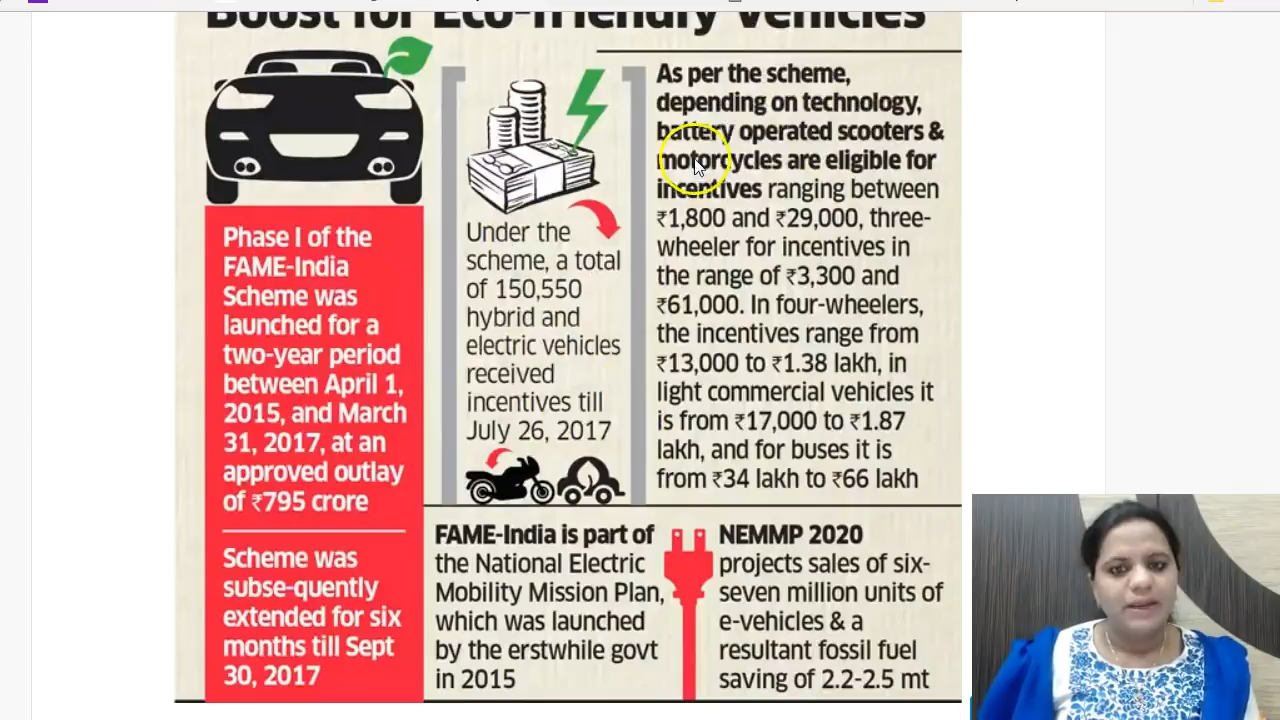 Boost for Eco-friendly Vehicles
Phase I of the
FAME-India
Scheme was
launched for a
two-year period
between April 1,
2015, and March
31, 2017, at an
approved outlay
of ₹795 crore
Scheme was
subse-quently
extended for six
months till Sept
30, 2017
Under the
scheme, a total
of 150,550
hybrid and
electric vehicles
received
incentives till
July 26, 2017
As per the scheme,
depending on technology,
battery operated scooters &
motorcycles are eligible for
incentives ranging between
₹1,800 and ₹29,000, three-
wheeler for incentives in
the range of ₹3,300 and
₹61,000. In four-wheelers,
the incentives range from
₹13,000 to ₹1.38 lakh, in
light commercial vehicles it
is from ₹17,000 to ₹1.87
lakh, and for buses it is
from ₹34 lakh to ₹66 lakh
FAME-India is part of
the National Electric
Mobility Mission Plan,
which was launched
by the erstwhile govt
in 2015
NEMMP 2020
projects sales of six-
seven million units of
e-vehicles & a
resultant fossil fuel
saving of 2.2-2.5 mt